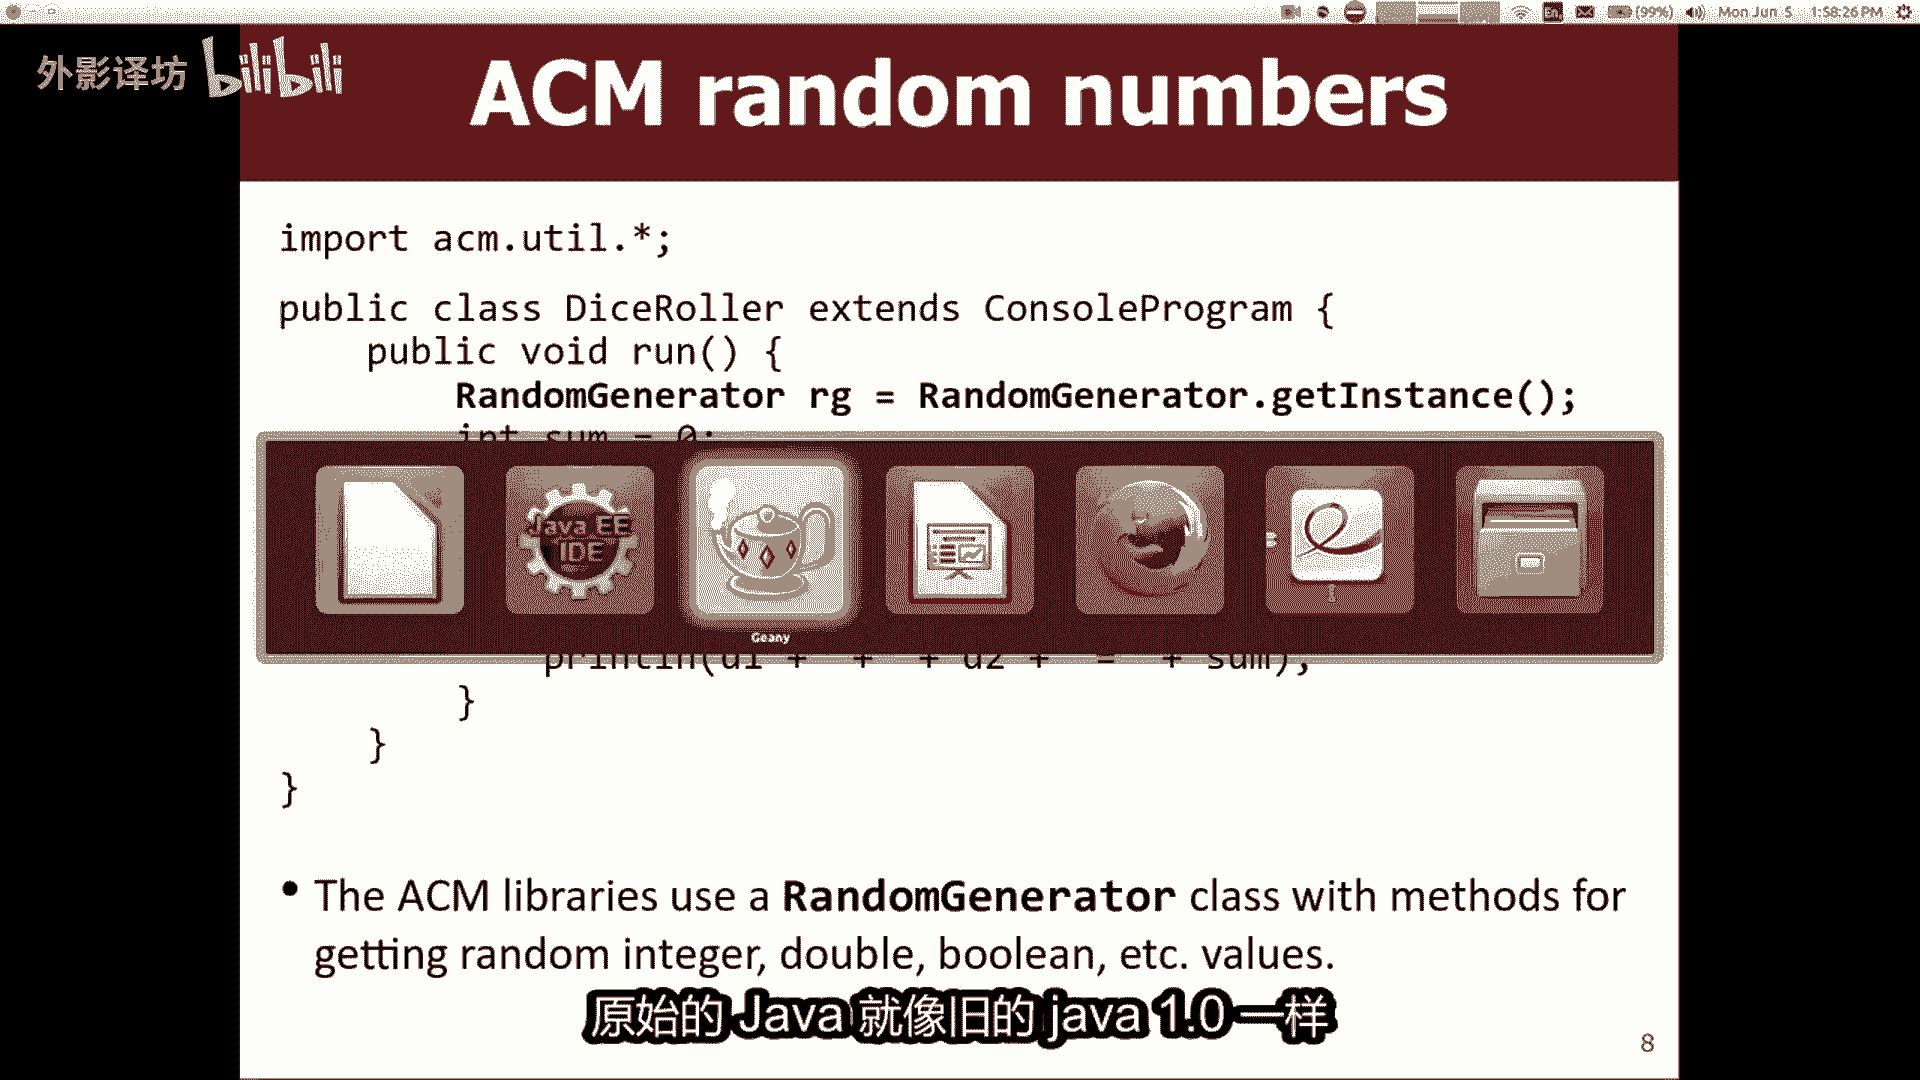 (99%) Mon Jun 5 1:58:26 PM
外影译坊 bilibili
ACM random numbers
import acm.util.*;
public class DiceRoller extends ConsoleProgram {
public void run() {
RandomGenerator rg = RandomGenerator.getInstance();
int sum = 0;
Java EE
IDE
Geany
println(d1 + " + " + d2 + " = " + sum);
}
}
}
• The ACM libraries use a RandomGenerator class with methods for
getting random integer, double, boolean, etc. values.
原始的 Java 就像旧的 java 1.0 一样
8